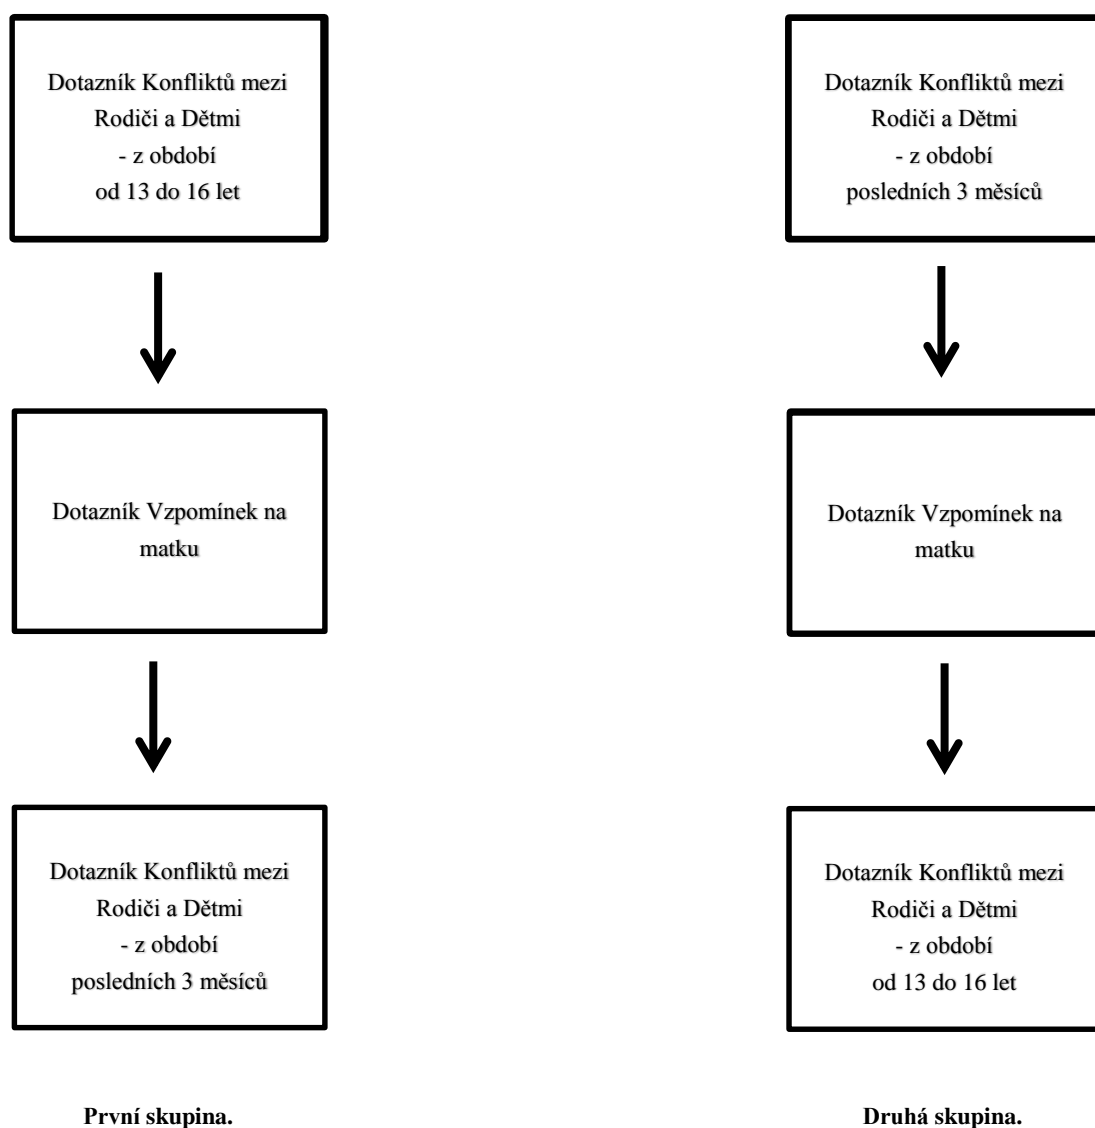 Dotazník Konfliktů mezi
Rodiči a Dětmi
- z období
od 13 do 16 let
Dotazník Vzpomínek na
matku
Dotazník Konfliktů mezi
Rodiči a Dětmi
- z období
posledních 3 měsíců
První skupina.
Dotazník Konfliktů mezi
Rodiči a Dětmi
- z období
posledních 3 měsíců
Dotazník Vzpomínek na
matku
Dotazník Konfliktů mezi
Rodiči a Dětmi
- z období
od 13 do 16 let
Druhá skupina.